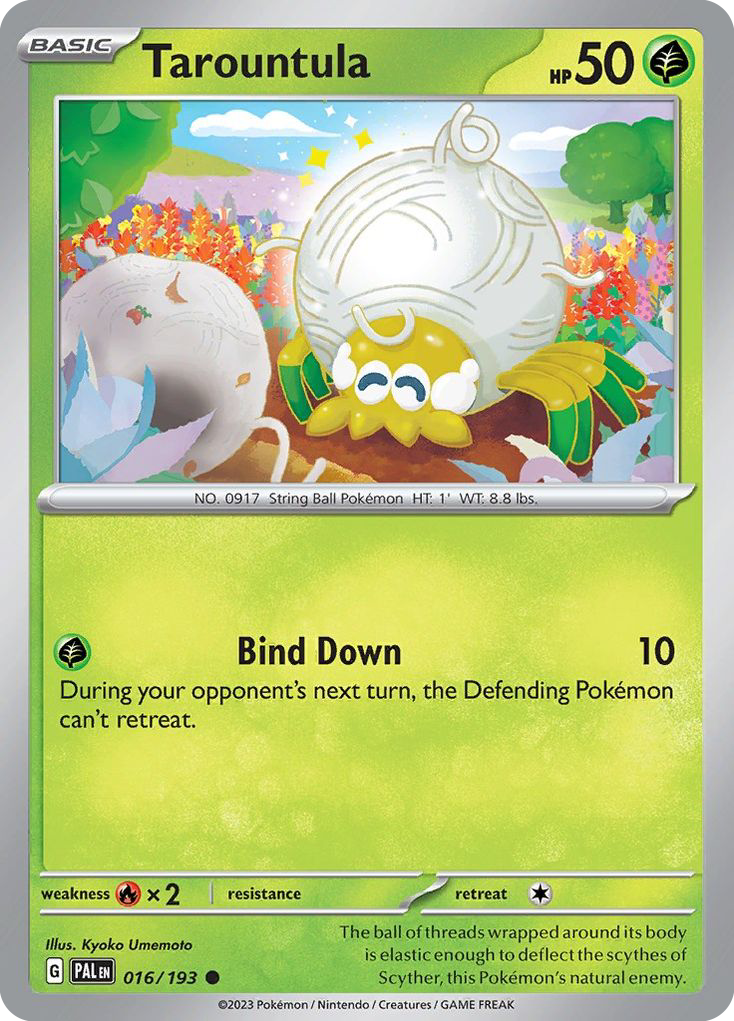 BASIC
Tarountula
HP 50
NO. 0917 String Ball Pokémon HT: 1' WT: 8.8 lbs.
Bind Down 10
During your opponent's next turn, the Defending Pokémon
can't retreat.
weakness ×2 resistance retreat
Illus. Kyoko Umemoto
The ball of threads wrapped around its body
is elastic enough to deflect the scythes of
Scyther, this Pokémon's natural enemy.
G PAL EN 016/193
©2023 Pokémon / Nintendo / Creatures / GAME FREAK